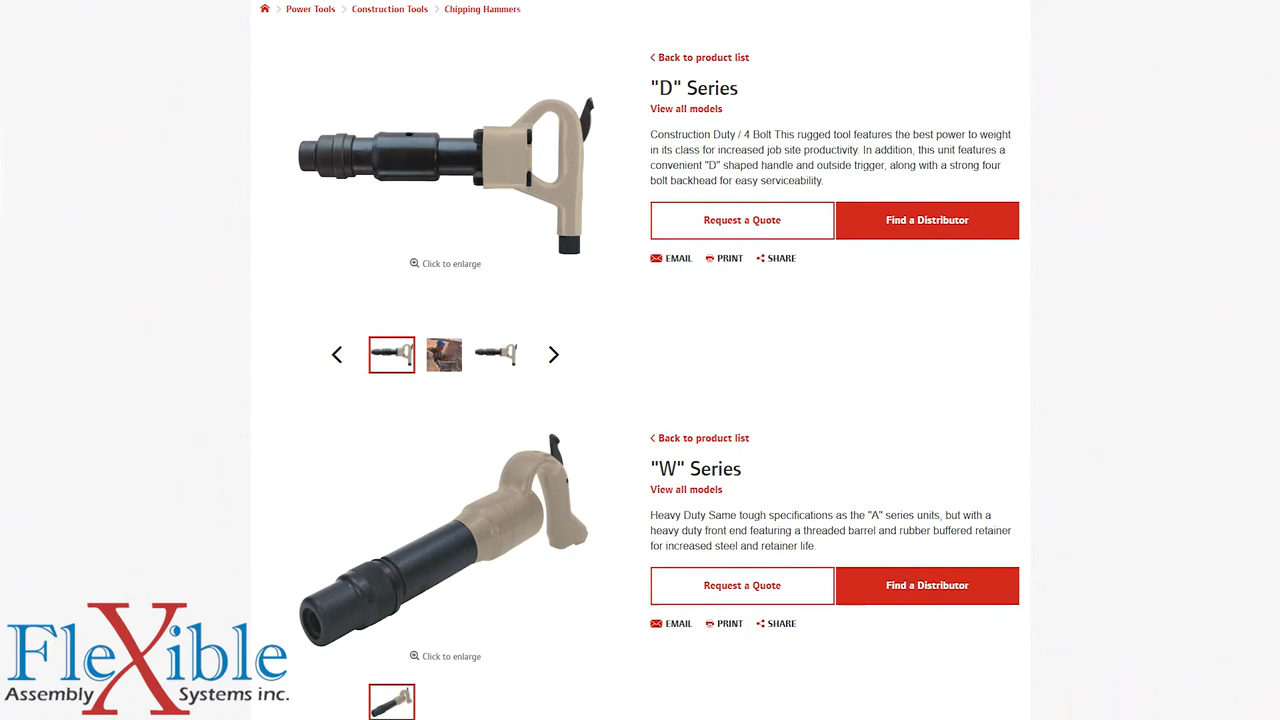 Power Tools > Construction Tools > Chipping Hammers
Back to product list
"D" Series
View all models
Construction Duty / 4 Bolt This rugged tool features the best power to weight
in its class for increased job site productivity. In addition, this unit features a
convenient "D" shaped handle and outside trigger, along with a strong four
bolt backhead for easy serviceability.
Request a Quote
Find a Distributor
EMAIL PRINT SHARE
Click to enlarge
Back to product list
"W" Series
View all models
Heavy Duty Same tough specifications as the "A" series units, but with a
heavy duty front end featuring a threaded barrel and rubber buffered retainer
for increased steel and retainer life.
Request a Quote
Find a Distributor
EMAIL PRINT SHARE
Click to enlarge
FleXible
Assembly Systems inc.